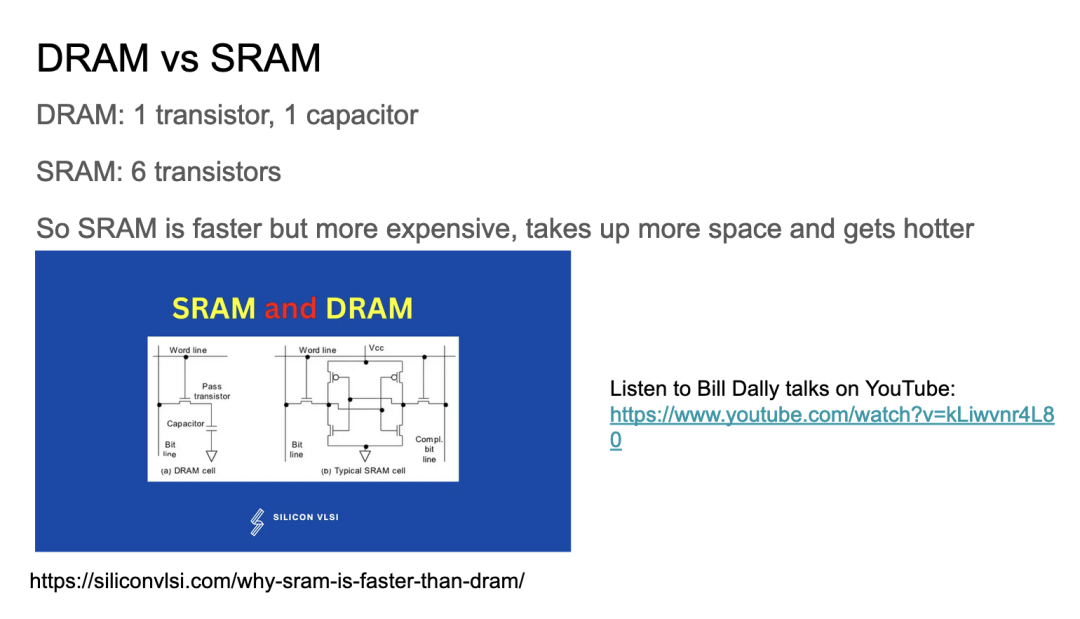 DRAM vs SRAM
DRAM: 1 transistor, 1 capacitor
SRAM: 6 transistors
So SRAM is faster but more expensive, takes up more space and gets hotter
SRAM and DRAM
Word line
Pass
transistor
Capacitor
Bit
line
(a) DRAM cell
Word line
Vcc
Bit
line
Compl.
bit
line
(b) Typical SRAM cell
SILICON VLSI
Listen to Bill Dally talks on YouTube:
https://www.youtube.com/watch?v=kLiwvnr4L8
0
https://siliconvlsi.com/why-sram-is-faster-than-dram/